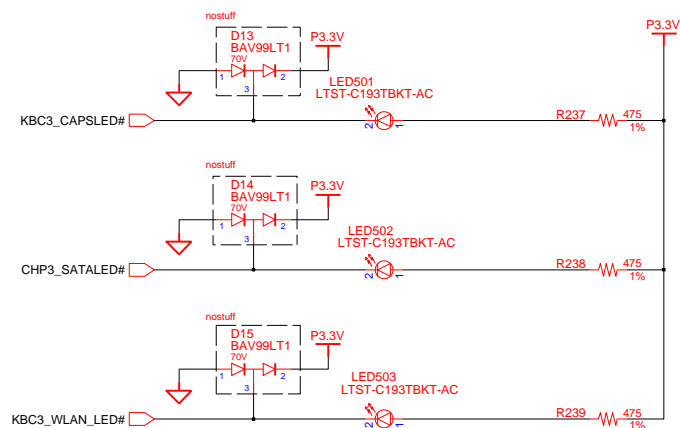 nostuff
D13
BAV99LT1
70V
P3.3V
P3.3V
1
2
3
LED501
LTST-C193TBKT-AC
KBC3_CAPSLED#
2
1
R237
475
1%
nostuff
D14
BAV99LT1
70V
P3.3V
1
2
3
LED502
LTST-C193TBKT-AC
CHP3_SATALED#
2
1
R238
475
1%
nostuff
D15
BAV99LT1
70V
P3.3V
1
2
3
LED503
LTST-C193TBKT-AC
KBC3_WLAN_LED#
2
1
R239
475
1%